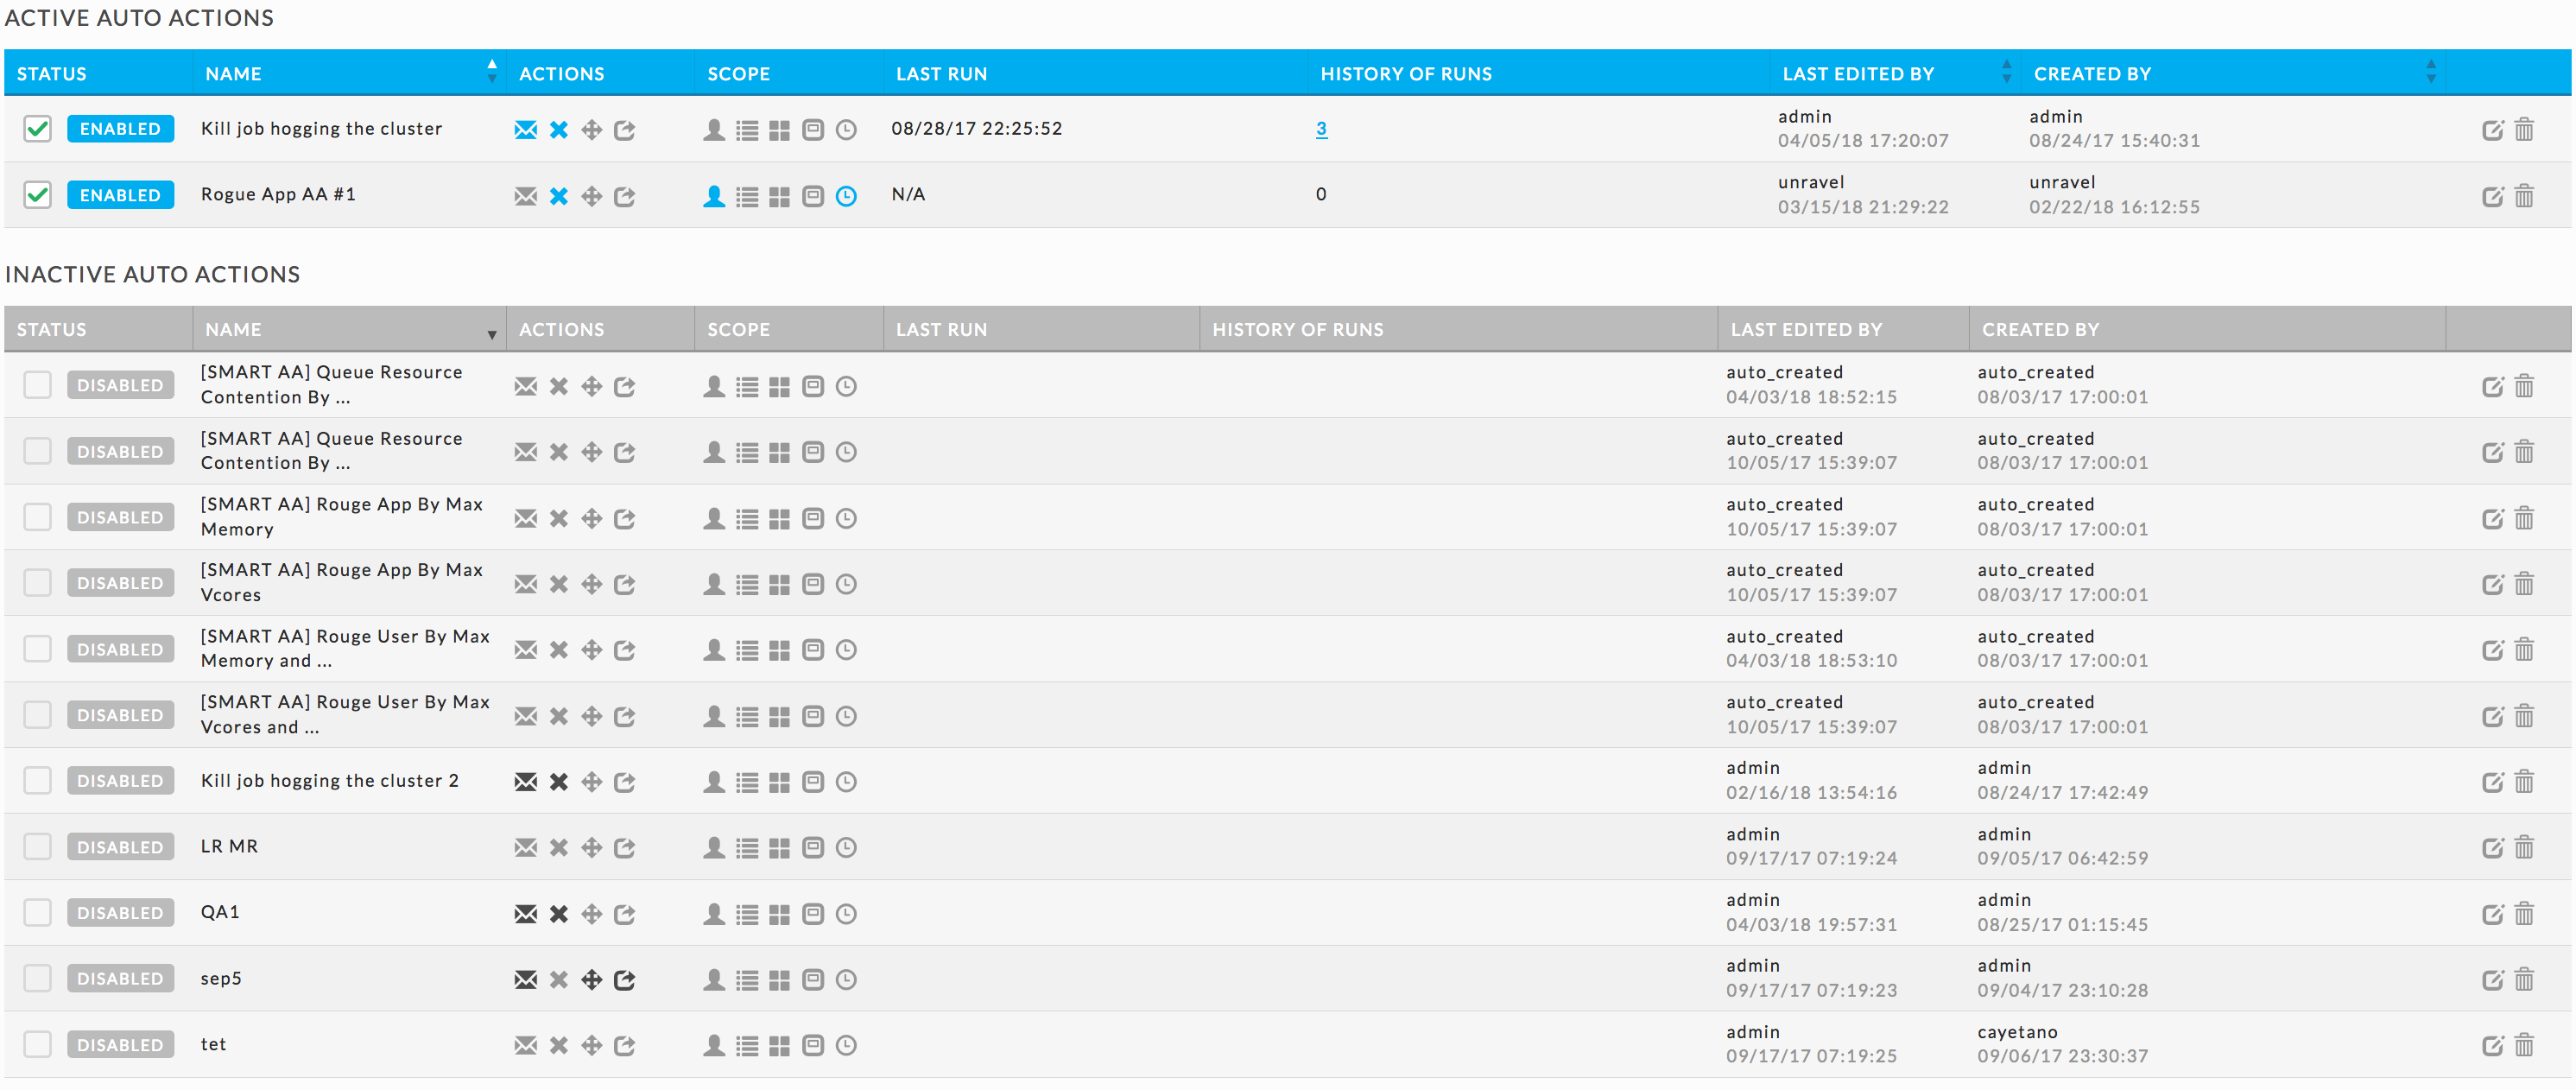 ACTIVE AUTO ACTIONS
STATUS NAME ACTIONS SCOPE LAST RUN HISTORY OF RUNS LAST EDITED BY CREATED BY
ENABLED Kill job hogging the cluster 08/28/17 22:25:52 3 admin admin
04/05/18 17:20:07 08/24/17 15:40:31
ENABLED Rogue App AA #1 N/A 0 unravel unravel
03/15/18 21:29:22 02/22/18 16:12:55
INACTIVE AUTO ACTIONS
STATUS NAME ACTIONS SCOPE LAST RUN HISTORY OF RUNS LAST EDITED BY CREATED BY
DISABLED [SMART AA] Queue Resource auto_created auto_created
Contention By ... 04/03/18 18:52:15 08/03/17 17:00:01
DISABLED [SMART AA] Queue Resource auto_created auto_created
Contention By ... 10/05/17 15:39:07 08/03/17 17:00:01
DISABLED [SMART AA] Rouge App By Max auto_created auto_created
Memory 10/05/17 15:39:07 08/03/17 17:00:01
DISABLED [SMART AA] Rouge App By Max auto_created auto_created
Vcores 10/05/17 15:39:07 08/03/17 17:00:01
DISABLED [SMART AA] Rouge User By Max auto_created auto_created
Memory and ... 04/03/18 18:53:10 08/03/17 17:00:01
DISABLED [SMART AA] Rouge User By Max auto_created auto_created
Vcores and ... 10/05/17 15:39:07 08/03/17 17:00:01
DISABLED Kill job hogging the cluster 2 admin admin
02/16/18 13:54:16 08/24/17 17:42:49
DISABLED LR MR admin admin
09/17/17 07:19:24 09/05/17 06:42:59
DISABLED QA1 admin admin
04/03/18 19:57:31 08/25/17 01:15:45
DISABLED sep5 admin admin
09/17/17 07:19:23 09/04/17 23:10:28
DISABLED tet admin cayetano
09/17/17 07:19:25 09/06/17 23:30:37